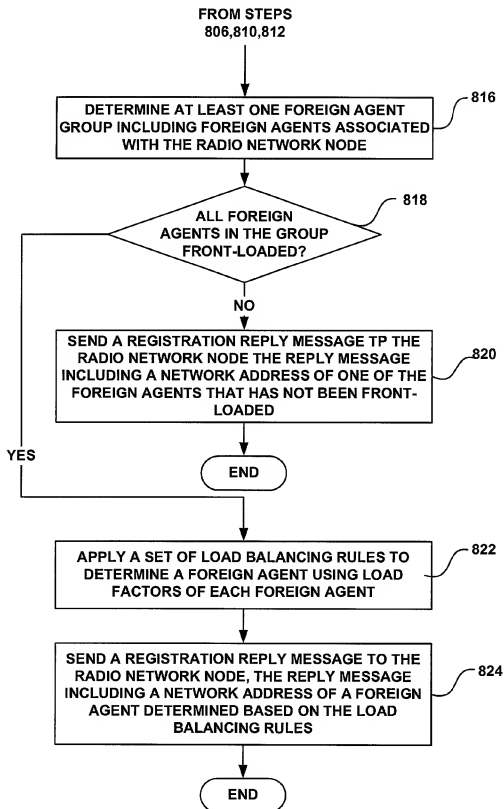 FROM STEPS
806,810,812
DETERMINE AT LEAST ONE FOREIGN AGENT
GROUP INCLUDING FOREIGN AGENTS ASSOCIATED
WITH THE RADIO NETWORK NODE
816
ALL FOREIGN
AGENTS IN THE GROUP
FRONT-LOADED?
818
NO
SEND A REGISTRATION REPLY MESSAGE TP THE
RADIO NETWORK NODE THE REPLY MESSAGE
INCLUDING A NETWORK ADDRESS OF ONE OF THE
FOREIGN AGENTS THAT HAS NOT BEEN FRONT-
LOADED
820
YES
END
APPLY A SET OF LOAD BALANCING RULES TO
DETERMINE A FOREIGN AGENT USING LOAD
FACTORS OF EACH FOREIGN AGENT
822
SEND A REGISTRATION REPLY MESSAGE TO THE
RADIO NETWORK NODE, THE REPLY MESSAGE
INCLUDING A NETWORK ADDRESS OF A FOREIGN
AGENT DETERMINED BASED ON THE LOAD
BALANCING RULES
824
END